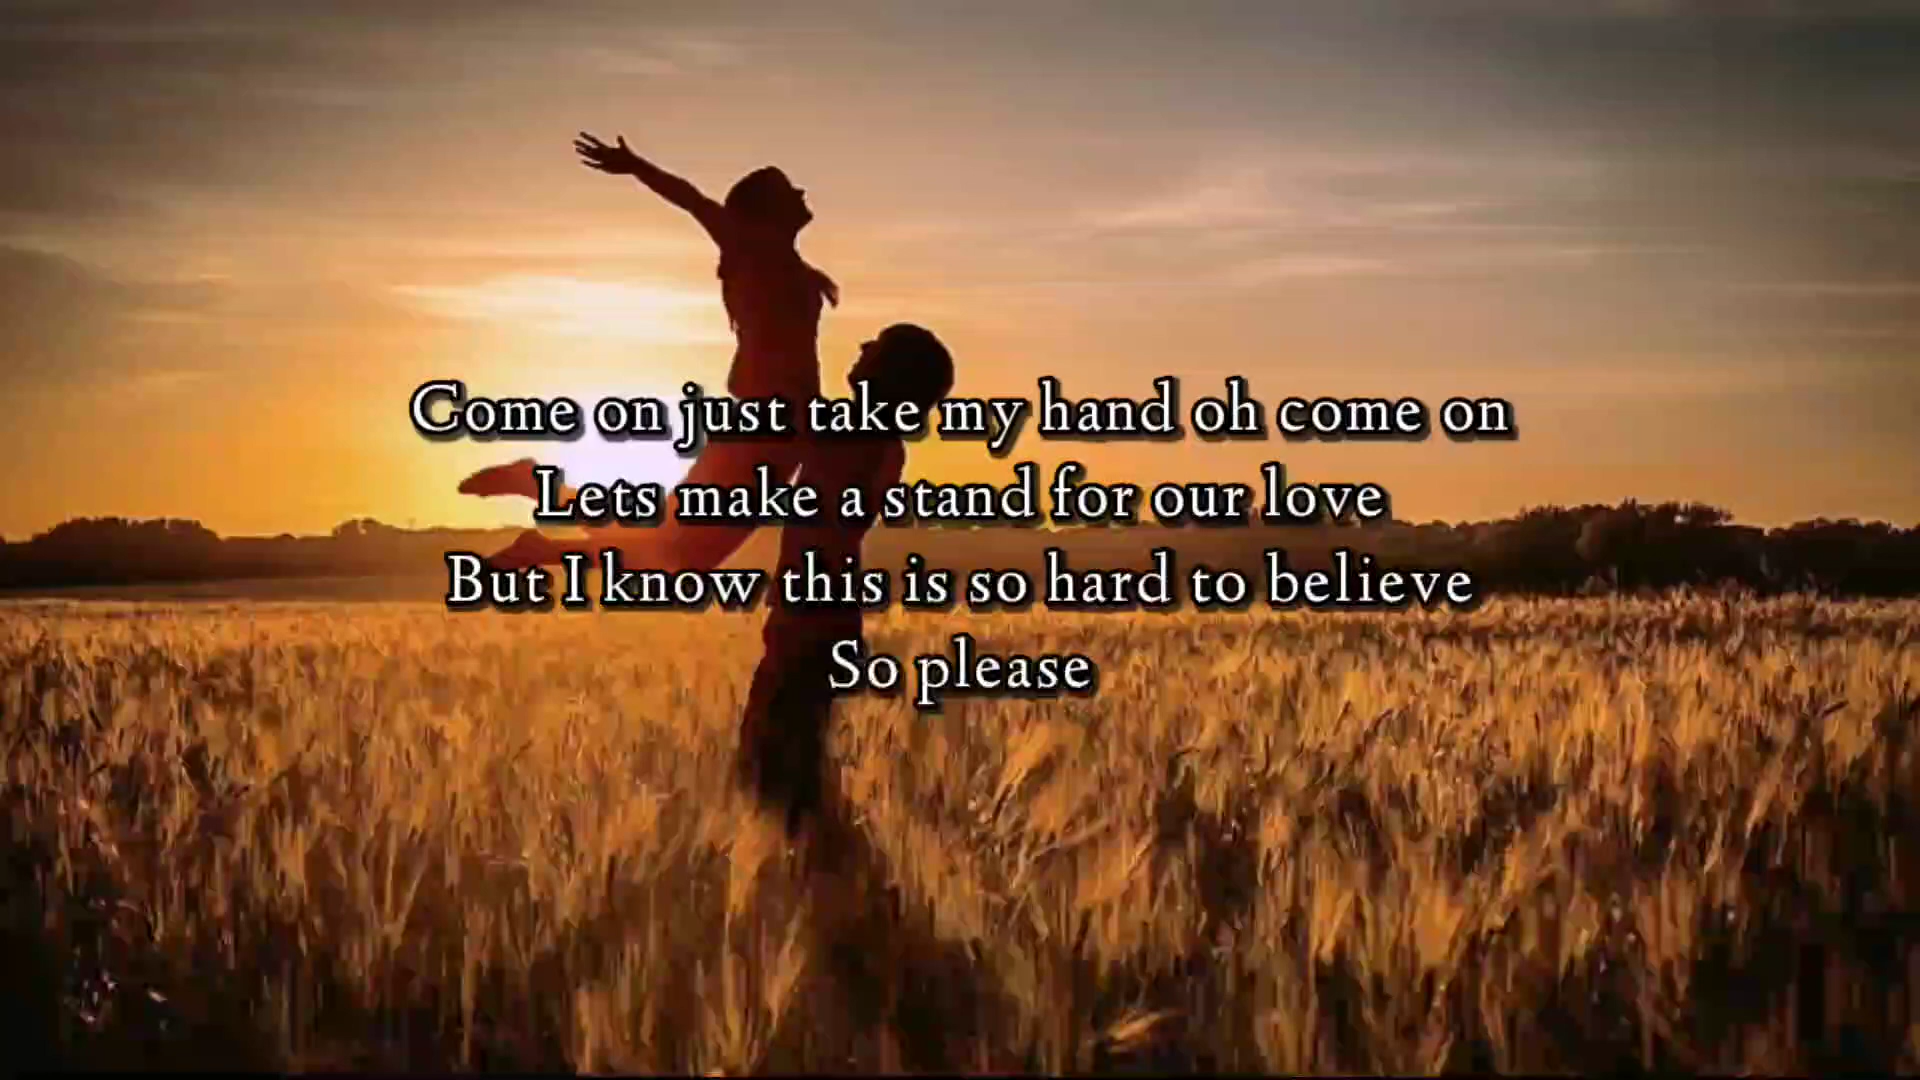 Come on just take my hand oh come on
Lets make a stand for our love
But I know this is so hard to believe
So please